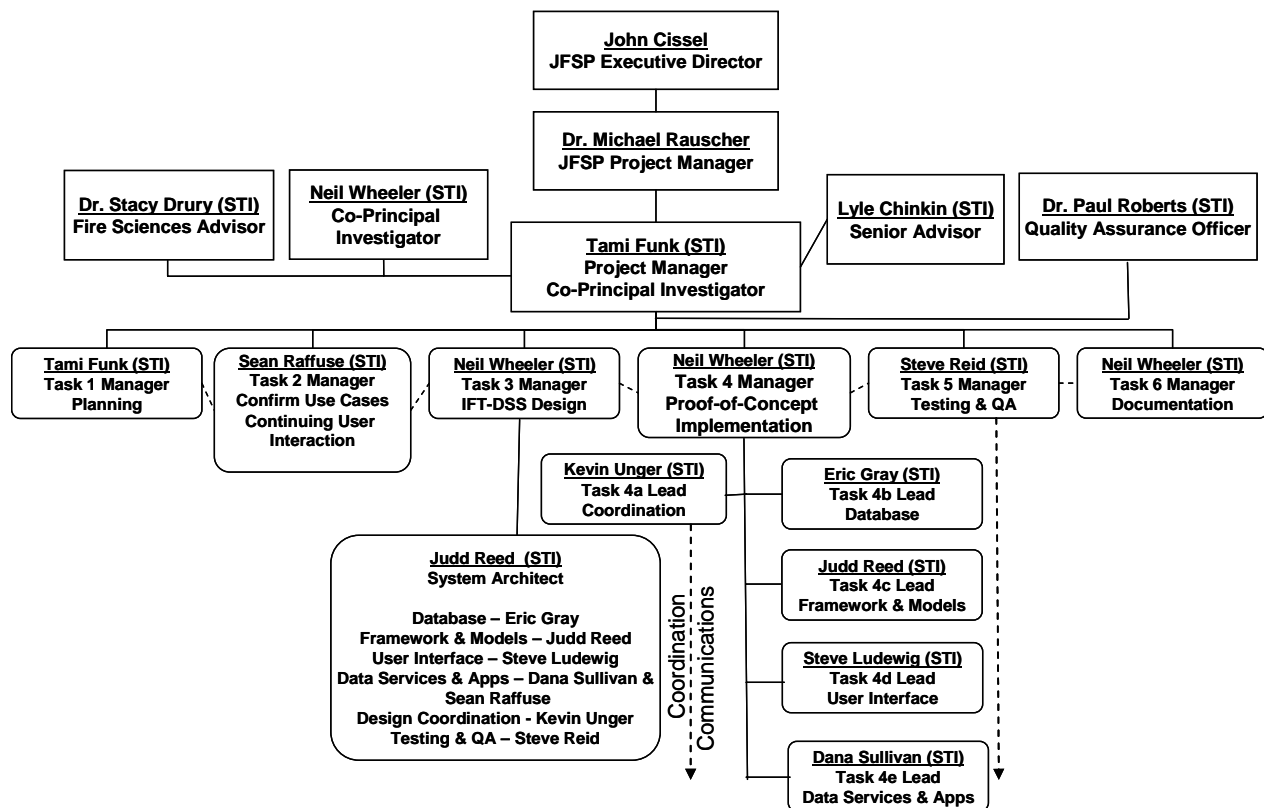 John Cissel
JFSP Executive Director
Dr. Michael Rauscher
JFSP Project Manager
Dr. Stacy Drury (STI)
Fire Sciences Advisor
Neil Wheeler (STI)
Co-Principal
Investigator
Tami Funk (STI)
Project Manager
Co-Principal Investigator
Lyle Chinkin (STI)
Senior Advisor
Dr. Paul Roberts (STI)
Quality Assurance Officer
Tami Funk (STI)
Task 1 Manager
Planning
Sean Raffuse (STI)
Task 2 Manager
Confirm Use Cases
Continuing User
Interaction
Neil Wheeler (STI)
Task 3 Manager
IFT-DSS Design
Neil Wheeler (STI)
Task 4 Manager
Proof-of-Concept
Implementation
Steve Reid (STI)
Task 5 Manager
Testing & QA
Neil Wheeler (STI)
Task 6 Manager
Documentation
Kevin Unger (STI)
Task 4a Lead
Coordination
Eric Gray (STI)
Task 4b Lead
Database
Judd Reed (STI)
System Architect
Database – Eric Gray
Framework & Models – Judd Reed
User Interface – Steve Ludewig
Data Services & Apps – Dana Sullivan &
Sean Raffuse
Design Coordination - Kevin Unger
Testing & QA – Steve Reid
Coordination
Communications
Judd Reed (STI)
Task 4c Lead
Framework & Models
Steve Ludewig (STI)
Task 4d Lead
User Interface
Dana Sullivan (STI)
Task 4e Lead
Data Services & Apps